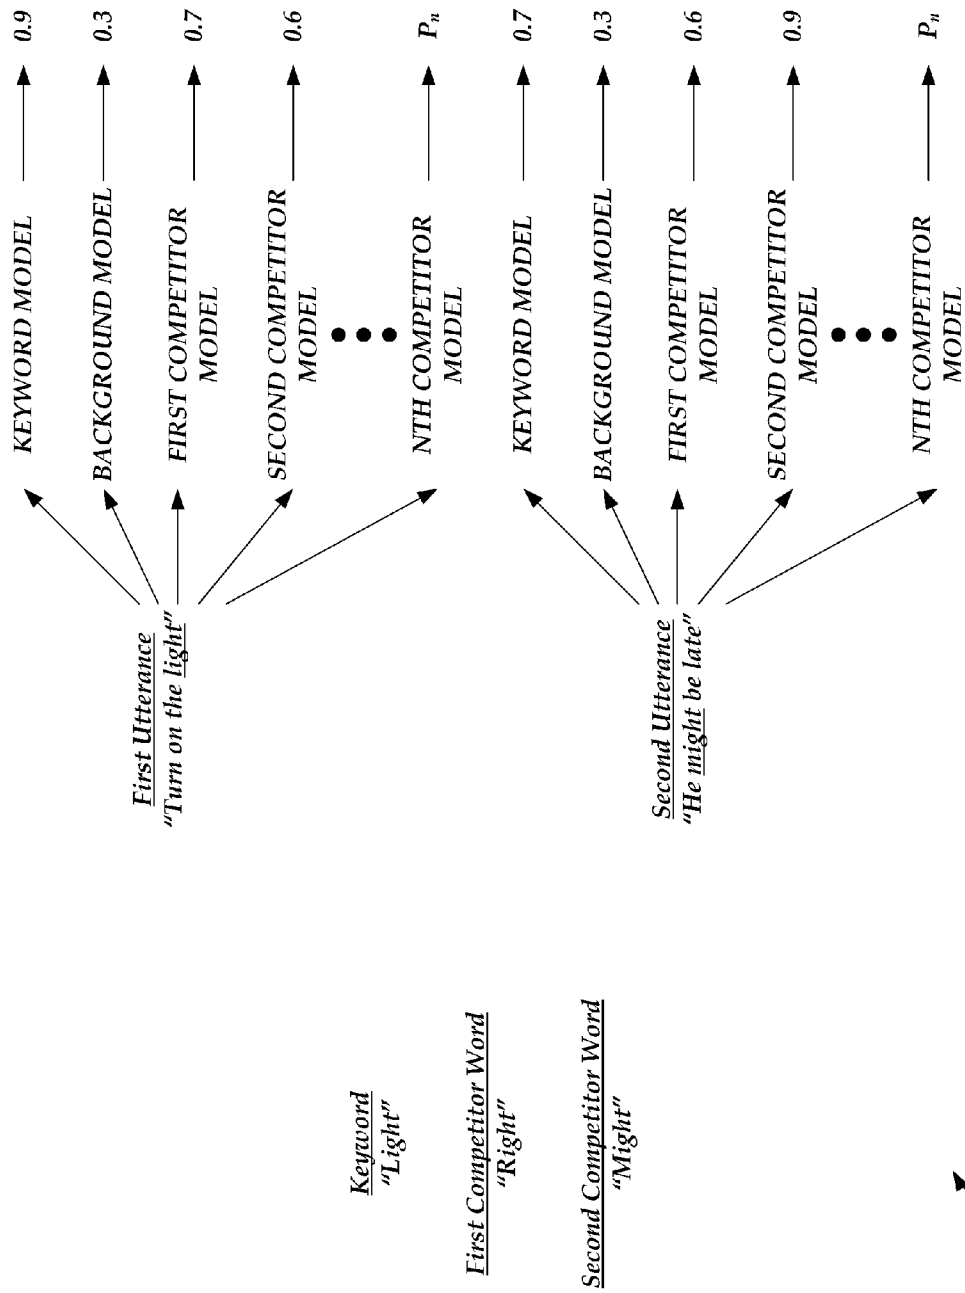 Keyword
“Light”
First Competitor Word
“Right”
Second Competitor Word
“Might”
First Utterance
“Turn on the light”
KEYWORD MODEL
0.9
BACKGROUND MODEL
0.3
FIRST COMPETITOR
MODEL
0.7
SECOND COMPETITOR
MODEL
0.6
NTH COMPETITOR
MODEL
Pn
Second Utterance
“He might be late”
KEYWORD MODEL
0.7
BACKGROUND MODEL
0.3
FIRST COMPETITOR
MODEL
0.6
SECOND COMPETITOR
MODEL
0.9
NTH COMPETITOR
MODEL
Pn